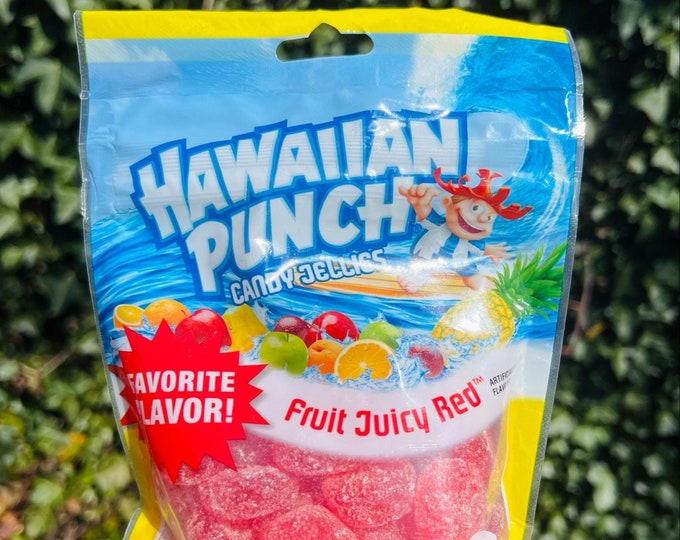 HAWAIIAN
PUNCH
CANDY JELLIES
FAVORITE
FLAVOR!
Fruit Juicy Red™